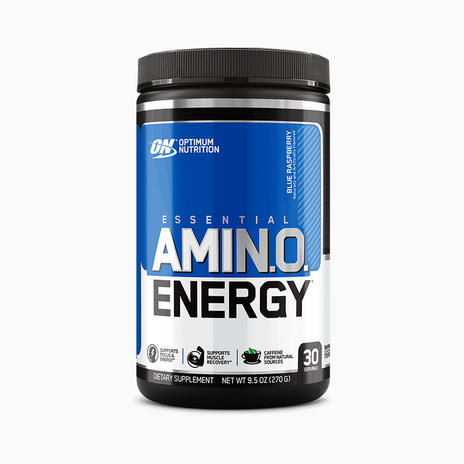 ON OPTIMUM
NUTRITION
BLUE RASPBERRY
ESSENTIAL
AMIN.O.
ENERGY
SUPPORTS
FOCUS &
ENERGY
SUPPORTS
MUSCLE
RECOVERY
CAFFEINE
FROM NATURAL
SOURCES
30
SERVINGS
DIETARY SUPPLEMENT NET WT 9.5 OZ (270 G)